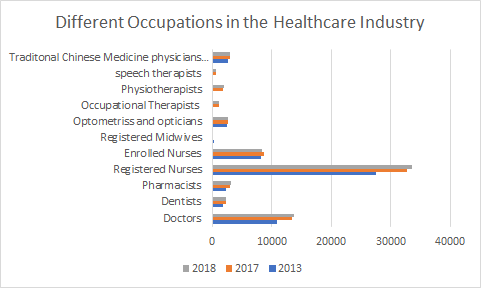 Different Occupations in the Healthcare Industry
Traditonal Chinese Medicine physicians...
speech therapists
Physiotherapists
Occupational Therapists
Optometriss and opticians
Registered Midwives
Enrolled Nurses
Registered Nurses
Pharmacists
Dentists
Doctors
0 10000 20000 30000 40000
2018 2017 2013